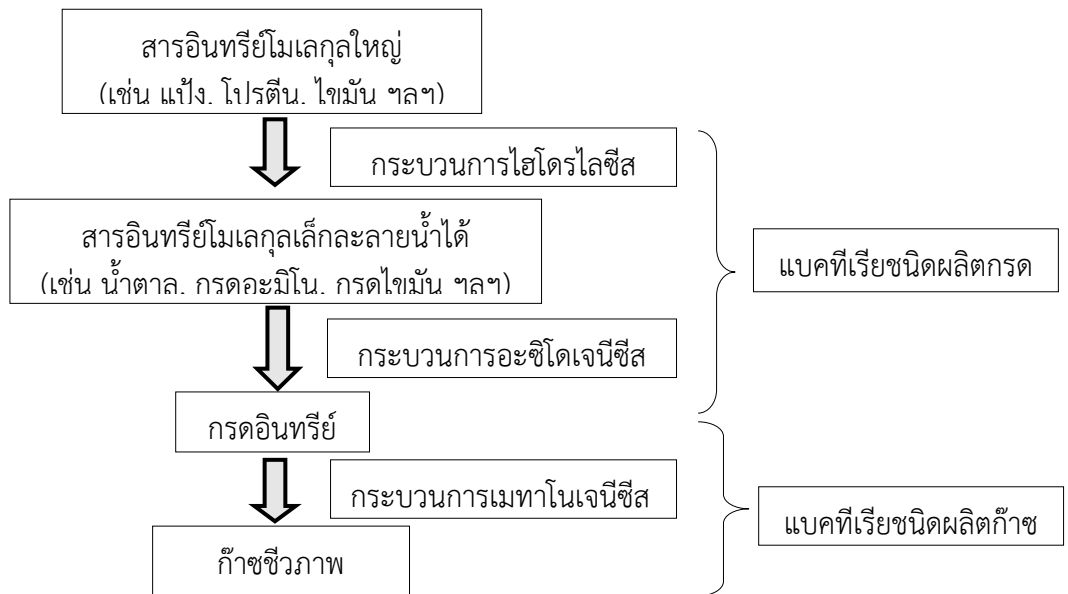 สารอินทรีย์โมเลกุลใหญ่
(เช่น แป้ง, โปรตีน, ไขมัน ฯลฯ)
กระบวนการไฮโดรไลซีส
สารอินทรีย์โมเลกุลเล็กละลายน้ำได้
(เช่น น้ำตาล, กรดอะมิโน, กรดไขมัน ฯลฯ)
แบคทีเรียชนิดผลิตกรด
กระบวนการอะซิโดเจนีซีส
กรดอินทรีย์
กระบวนการเมทาโนเจนีซีส
แบคทีเรียชนิดผลิตก๊าซ
ก๊าซชีวภาพ